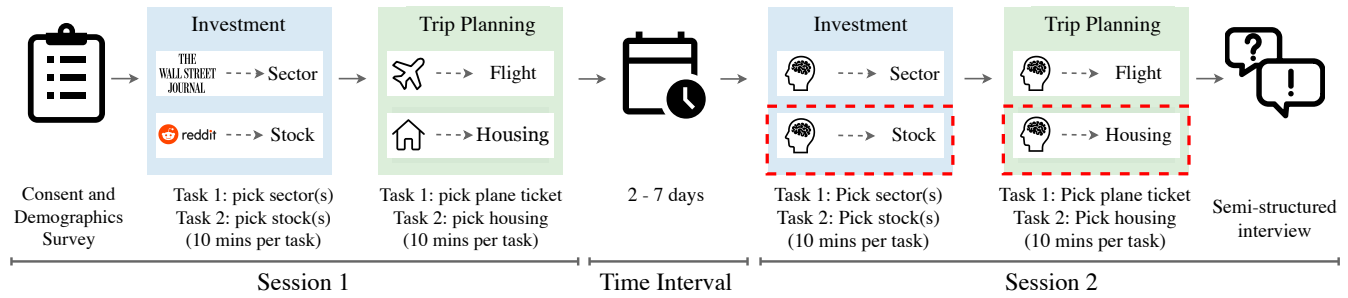 Investment
THE
WALL STREET
JOURNAL
Sector
reddit
Stock
Trip Planning
Flight
Housing
Investment
Sector
Stock
Trip Planning
Flight
Housing
?
!
Consent and
Demographics
Survey
Task 1: pick sector(s)
Task 2: pick stock(s)
(10 mins per task)
Task 1: pick plane ticket
Task 2: pick housing
(10 mins per task)
2 - 7 days
Task 1: Pick sector(s)
Task 2: Pick stock(s)
(10 mins per task)
Task 1: Pick plane ticket
Task 2: Pick housing
(10 mins per task)
Semi-structured
interview
Session 1
Time Interval
Session 2